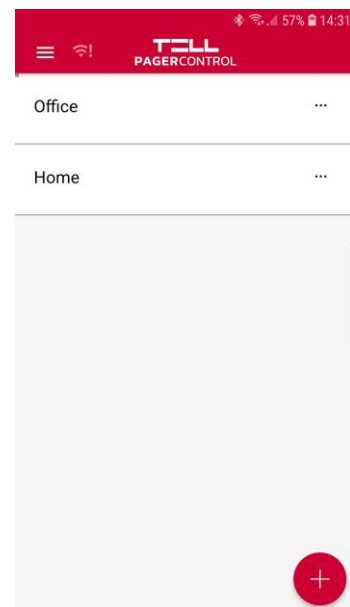 57% 14:31
TELL
PAGERCONTROL
Office
...
Home
...